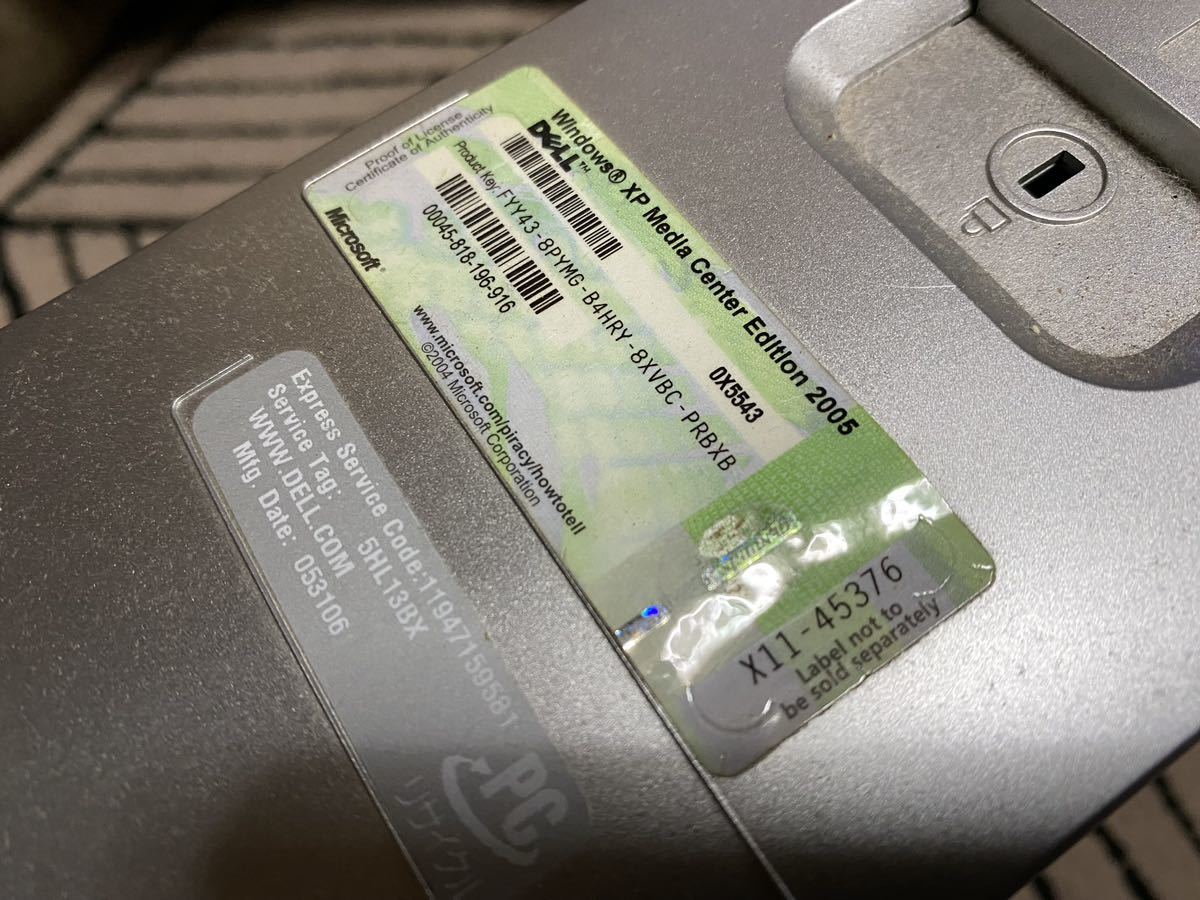 Proof of License
Certificate of Authenticity
Windows® XP Media Center Edition 2005
DELL™
0X5543
Product Key: FYY43-8PYMG-B4HRY-8XVBC-PRBXB
00045-818-196-916
Microsoft®
www.microsoft.com/piracy/howtotell
©2004 Microsoft Corporation
X11-45376
Label not to
be sold separately
Express Service Code:11947159581
Service Tag: 5HL13BX
WWW.DELL.COM
Mfg. Date: 053106
PC
リサイクル